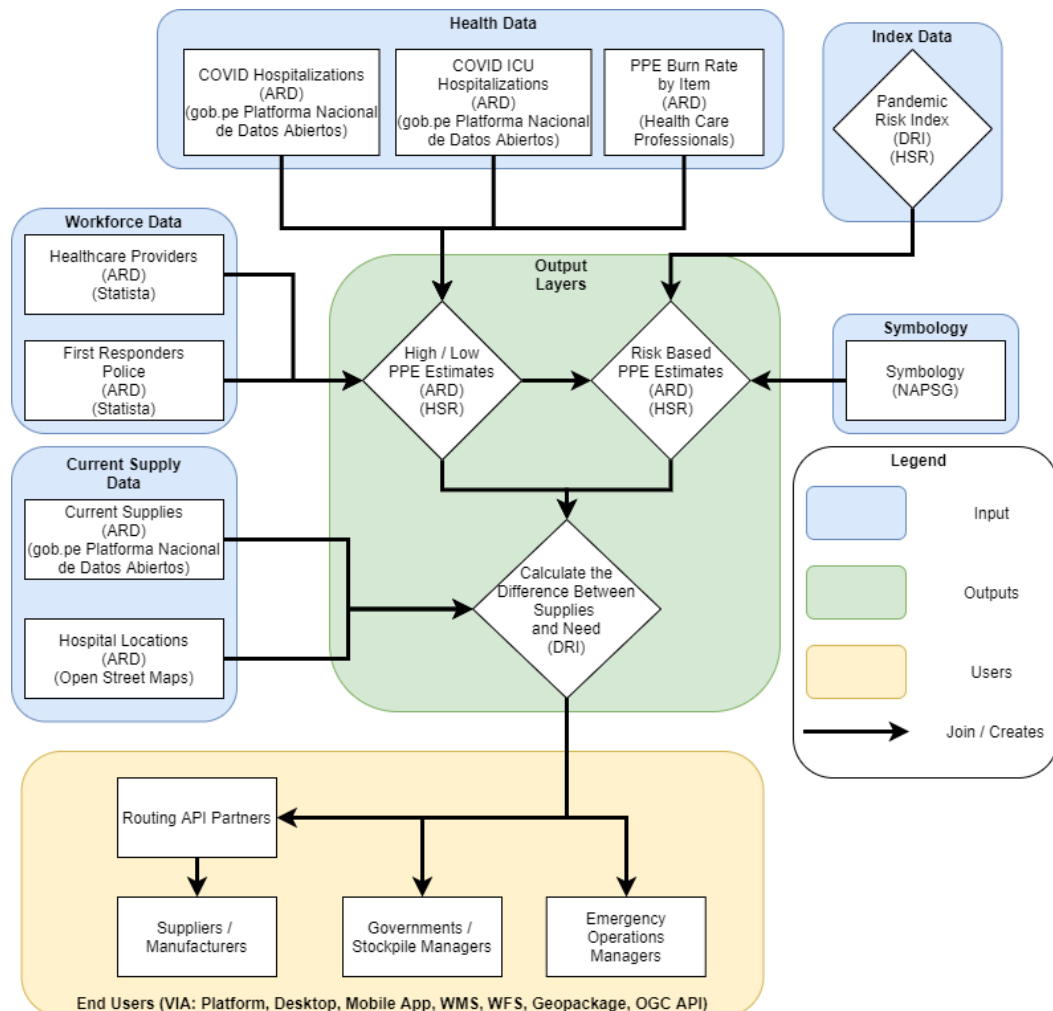 Health Data
COVID Hospitalizations
(ARD)
(gob.pe Platforma Nacional
de Datos Abiertos)
COVID ICU
Hospitalizations
(ARD)
(gob.pe Platforma Nacional
de Datos Abiertos)
PPE Burn Rate
by Item
(ARD)
(Health Care
Professionals)
Index Data
Pandemic
Risk Index
(DRI)
(HSR)
Workforce Data
Healthcare Providers
(ARD)
(Statista)
First Responders
Police
(ARD)
(Statista)
Output
Layers
High / Low
PPE Estimates
(ARD)
(HSR)
Risk Based
PPE Estimates
(ARD)
(HSR)
Symbology
Symbology
(NAPSG)
Current Supply
Data
Current Supplies
(ARD)
(gob.pe Platforma Nacional
de Datos Abiertos)
Hospital Locations
(ARD)
(Open Street Maps)
Calculate the
Difference Between
Supplies
and Need
(DRI)
Legend
Input
Outputs
Users
Join / Creates
Routing API Partners
Suppliers /
Manufacturers
Governments /
Stockpile Managers
Emergency
Operations
Managers
End Users (VIA: Platform, Desktop, Mobile App, WMS, WFS, Geopackage, OGC API)